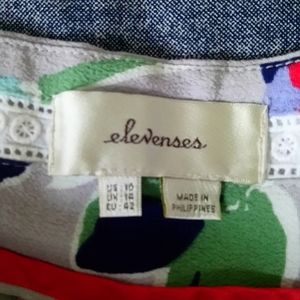 elevenses
US: 10
UK: 14
EU: 42
MADE IN
PHILIPPINES